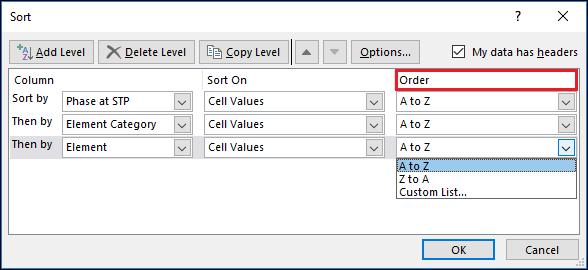 Sort ?
Add Level Delete Level Copy Level Options... My data has headers
Column Sort On Order
Sort by Phase at STP Cell Values A to Z
Then by Element Category Cell Values A to Z
Then by Element Cell Values A to Z
A to Z
Z to A
Custom List...
OK Cancel